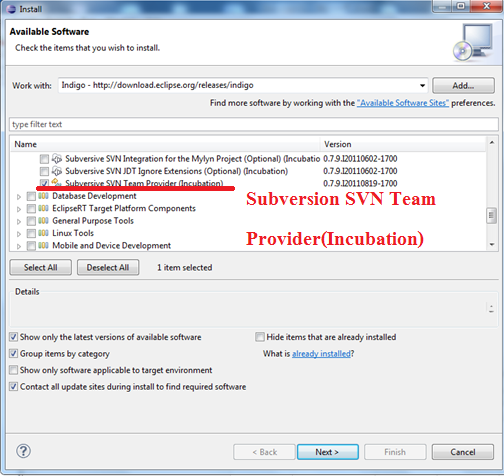 Install
Available Software
Check the items that you wish to install.
Work with: Indigo - http://download.eclipse.org/releases/indigo Add...
Find more software by working with the "Available Software Sites" preferences.
type filter text
Name Version
Subversive SVN Integration for the Mylyn Project (Optional) (Incubatio 0.7.9.I20110602-1700
Subversive SVN JDT Ignore Extensions (Optional) (Incubation) 0.7.9.I20110602-1700
Subversive SVN Team Provider (Incubation) 0.7.9.I20110819-1700
Database Development
EclipseRT Target Platform Components
General Purpose Tools
Linux Tools
Mobile and Device Development
Subversion SVN Team
Provider(Incubation)
Select All Deselect All 1 item selected
Details
Show only the latest versions of available software Hide items that are already installed
Group items by category What is already installed?
Show only software applicable to target environment
Contact all update sites during install to find required software
? < Back Next > Finish Cancel